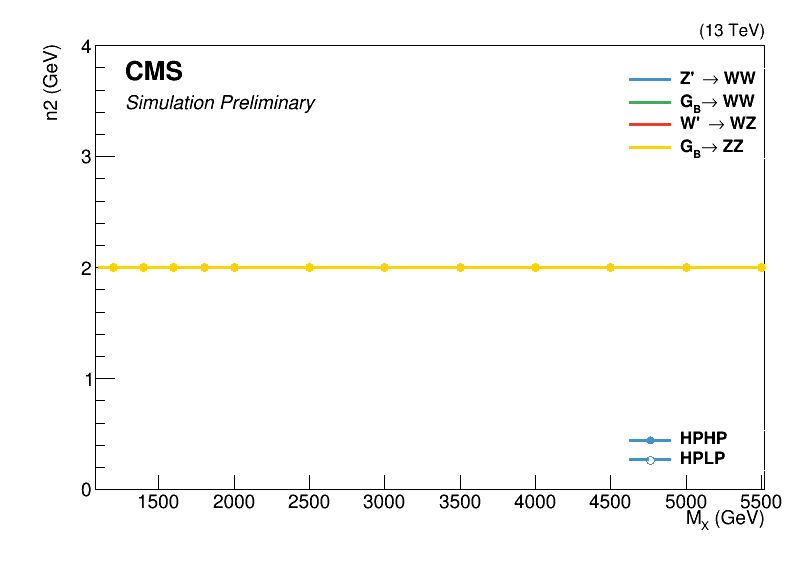 (13 TeV)
n2 (GeV)
CMS
Simulation Preliminary
Z' → WW
G_B → WW
W' → WZ
G_B → ZZ
4
3
2
1
0
HPHP
HPLP
1500 2000 2500 3000 3500 4000 4500 5000 5500
M_X (GeV)